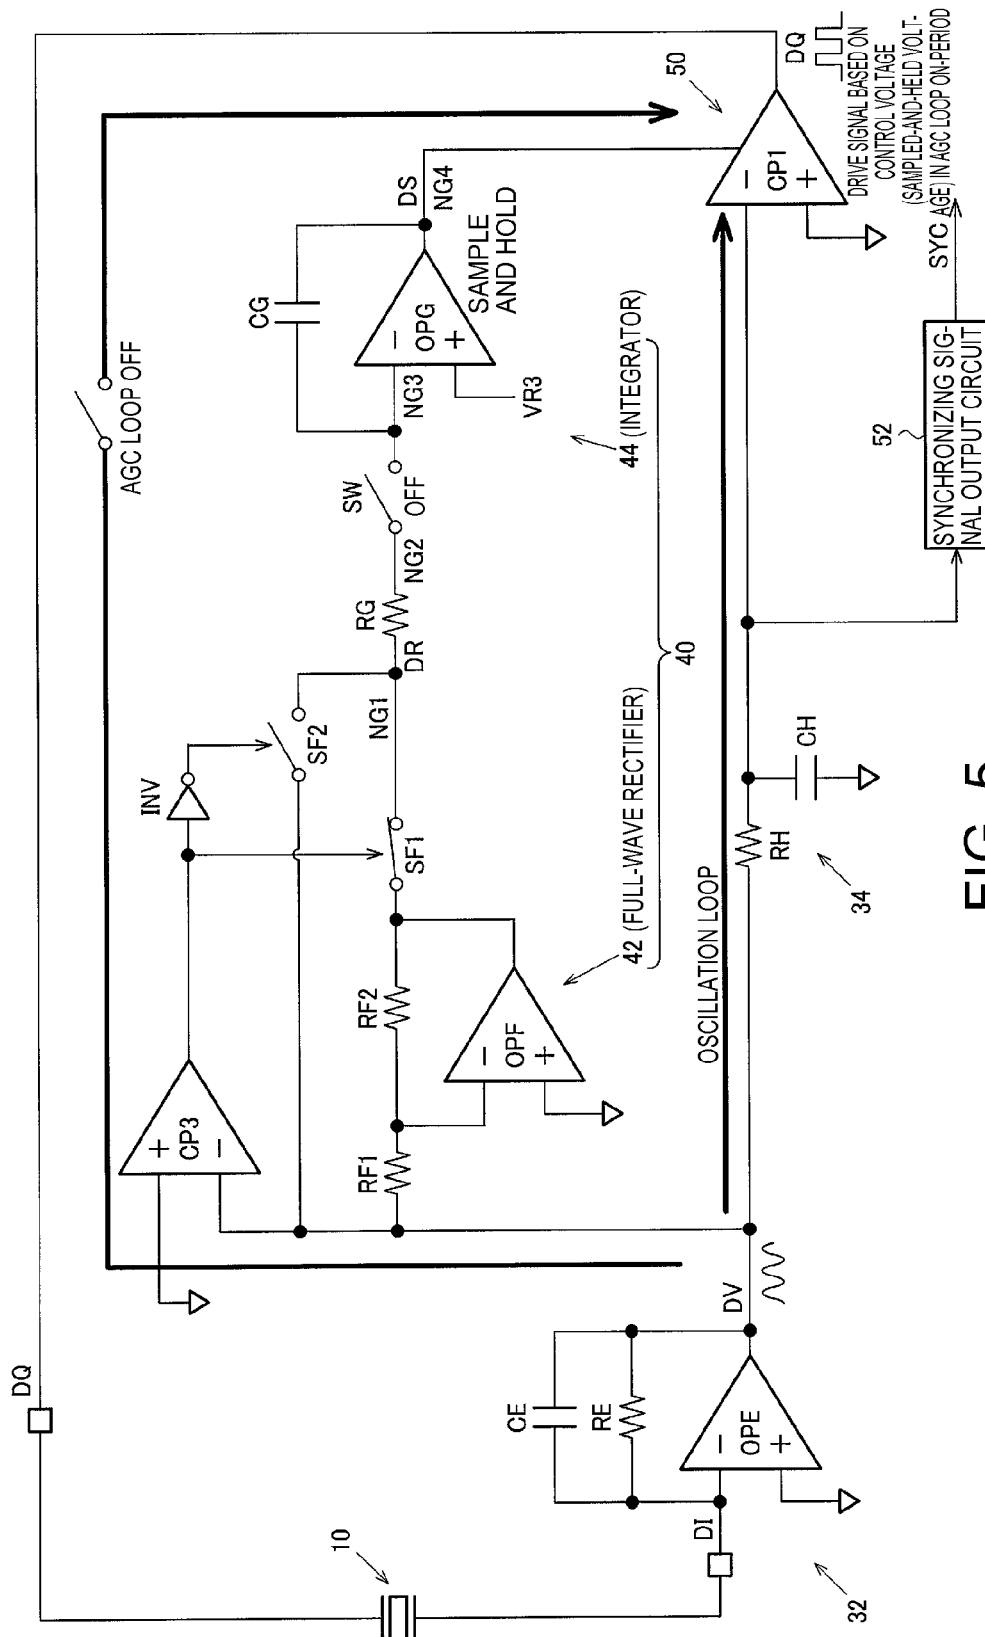 DQ
10
DI
32
CE
RE
OPE
−
+
DV
CP3
+
−
INV
RF1
RF2
OPF
−
+
SF1
SF2
NG1
DR
RG
NG2
SW
OFF
NG3
CG
OPG
−
+
VR3
SAMPLE
AND HOLD
DS
NG4
AGC LOOP OFF
42 (FULL-WAVE RECTIFIER)
44 (INTEGRATOR)
40
OSCILLATION LOOP
RH
CH
34
50
CP1
−
+
DQ
DRIVE SIGNAL BASED ON
CONTROL VOLTAGE
(SAMPLED-AND-HELD VOLT-
AGE) IN AGC LOOP ON-PERIOD
SYC
52
SYNCHRONIZING SIG-
NAL OUTPUT CIRCUIT